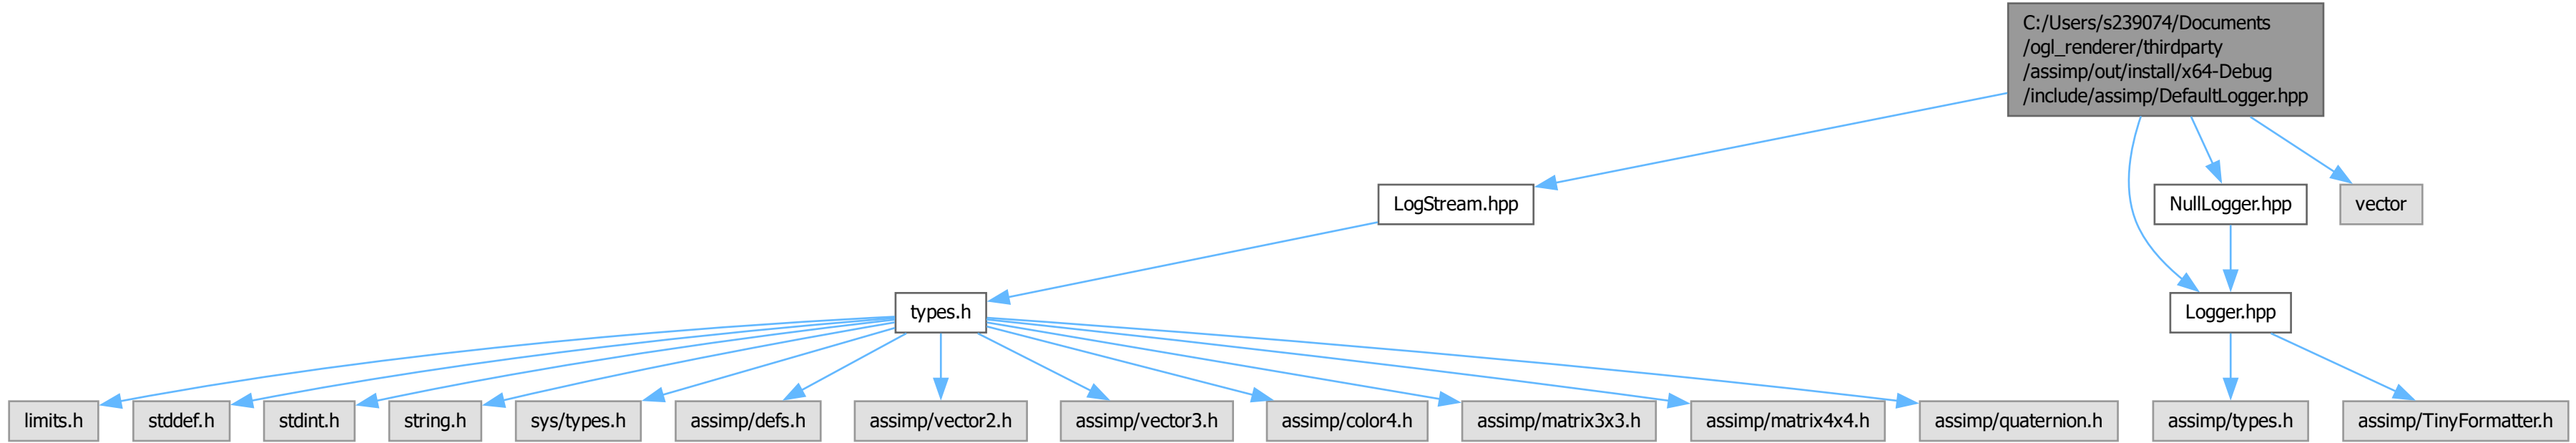 C:/Users/s239074/Documents
/ogl_renderer/thirdparty
/assimp/out/install/x64-Debug
/include/assimp/DefaultLogger.hpp
LogStream.hpp
NullLogger.hpp
vector
types.h
Logger.hpp
limits.h
stddef.h
stdint.h
string.h
sys/types.h
assimp/defs.h
assimp/vector2.h
assimp/vector3.h
assimp/color4.h
assimp/matrix3x3.h
assimp/matrix4x4.h
assimp/quaternion.h
assimp/types.h
assimp/TinyFormatter.h